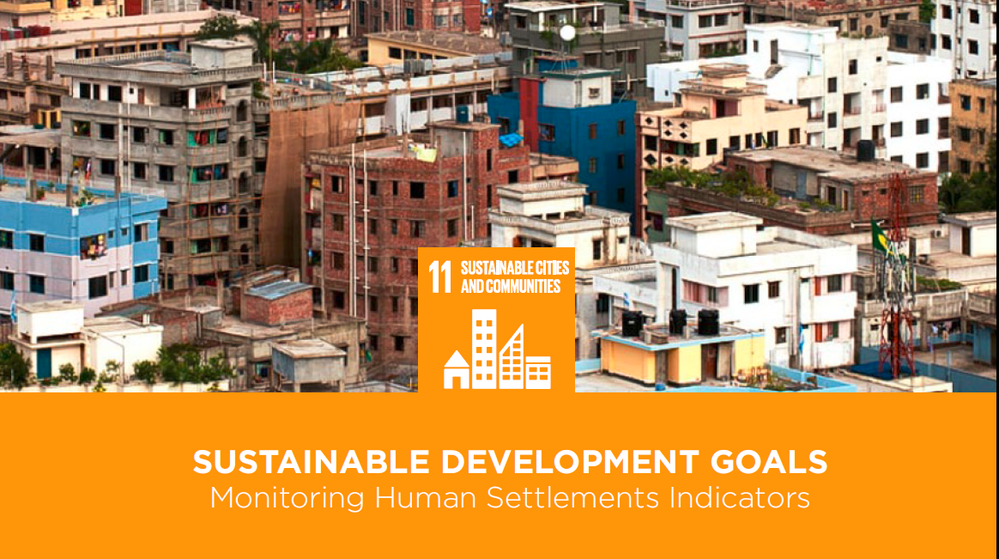 11 SUSTAINABLE CITIES
AND COMMUNITIES
SUSTAINABLE DEVELOPMENT GOALS
Monitoring Human Settlements Indicators